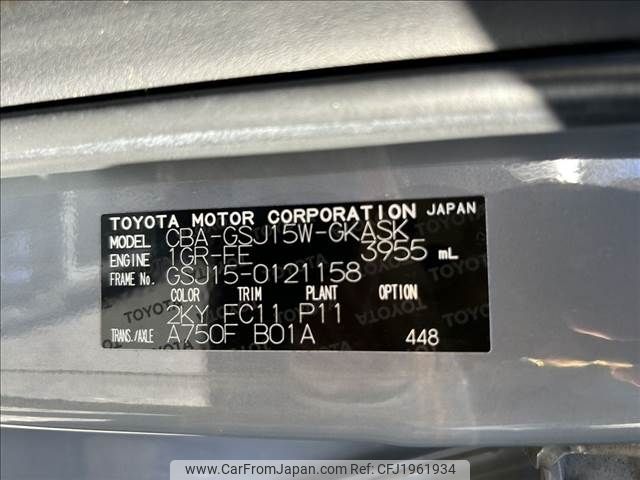 TOYOTA MOTOR CORPORATION JAPAN
MODEL CBA-GSJ15W-GKASK
ENGINE 1GR-FE 3955 mL
FRAME No. GSJ15-0121158
COLOR TRIM PLANT OPTION
2KY FC11 P11
TRANS./AXLE A750F B01A 448
www.CarFromJapan.com - CFJ1961934